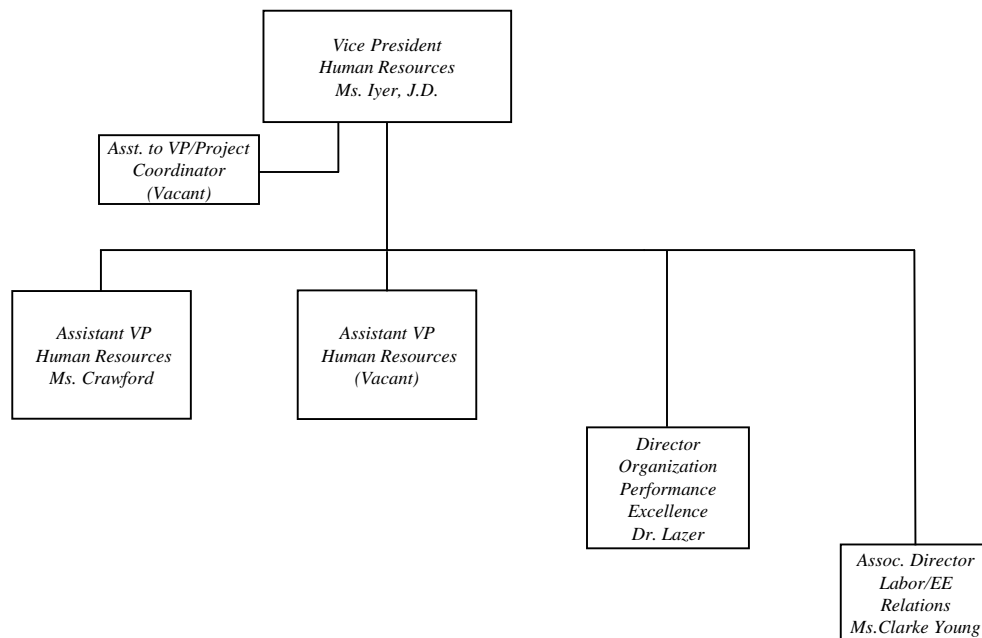 Vice President
Human Resources
Ms. Iyer, J.D.
Asst. to VP/Project
Coordinator
(Vacant)
Assistant VP
Human Resources
Ms. Crawford
Assistant VP
Human Resources
(Vacant)
Director
Organization
Performance
Excellence
Dr. Lazer
Assoc. Director
Labor/EE
Relations
Ms.Clarke Young